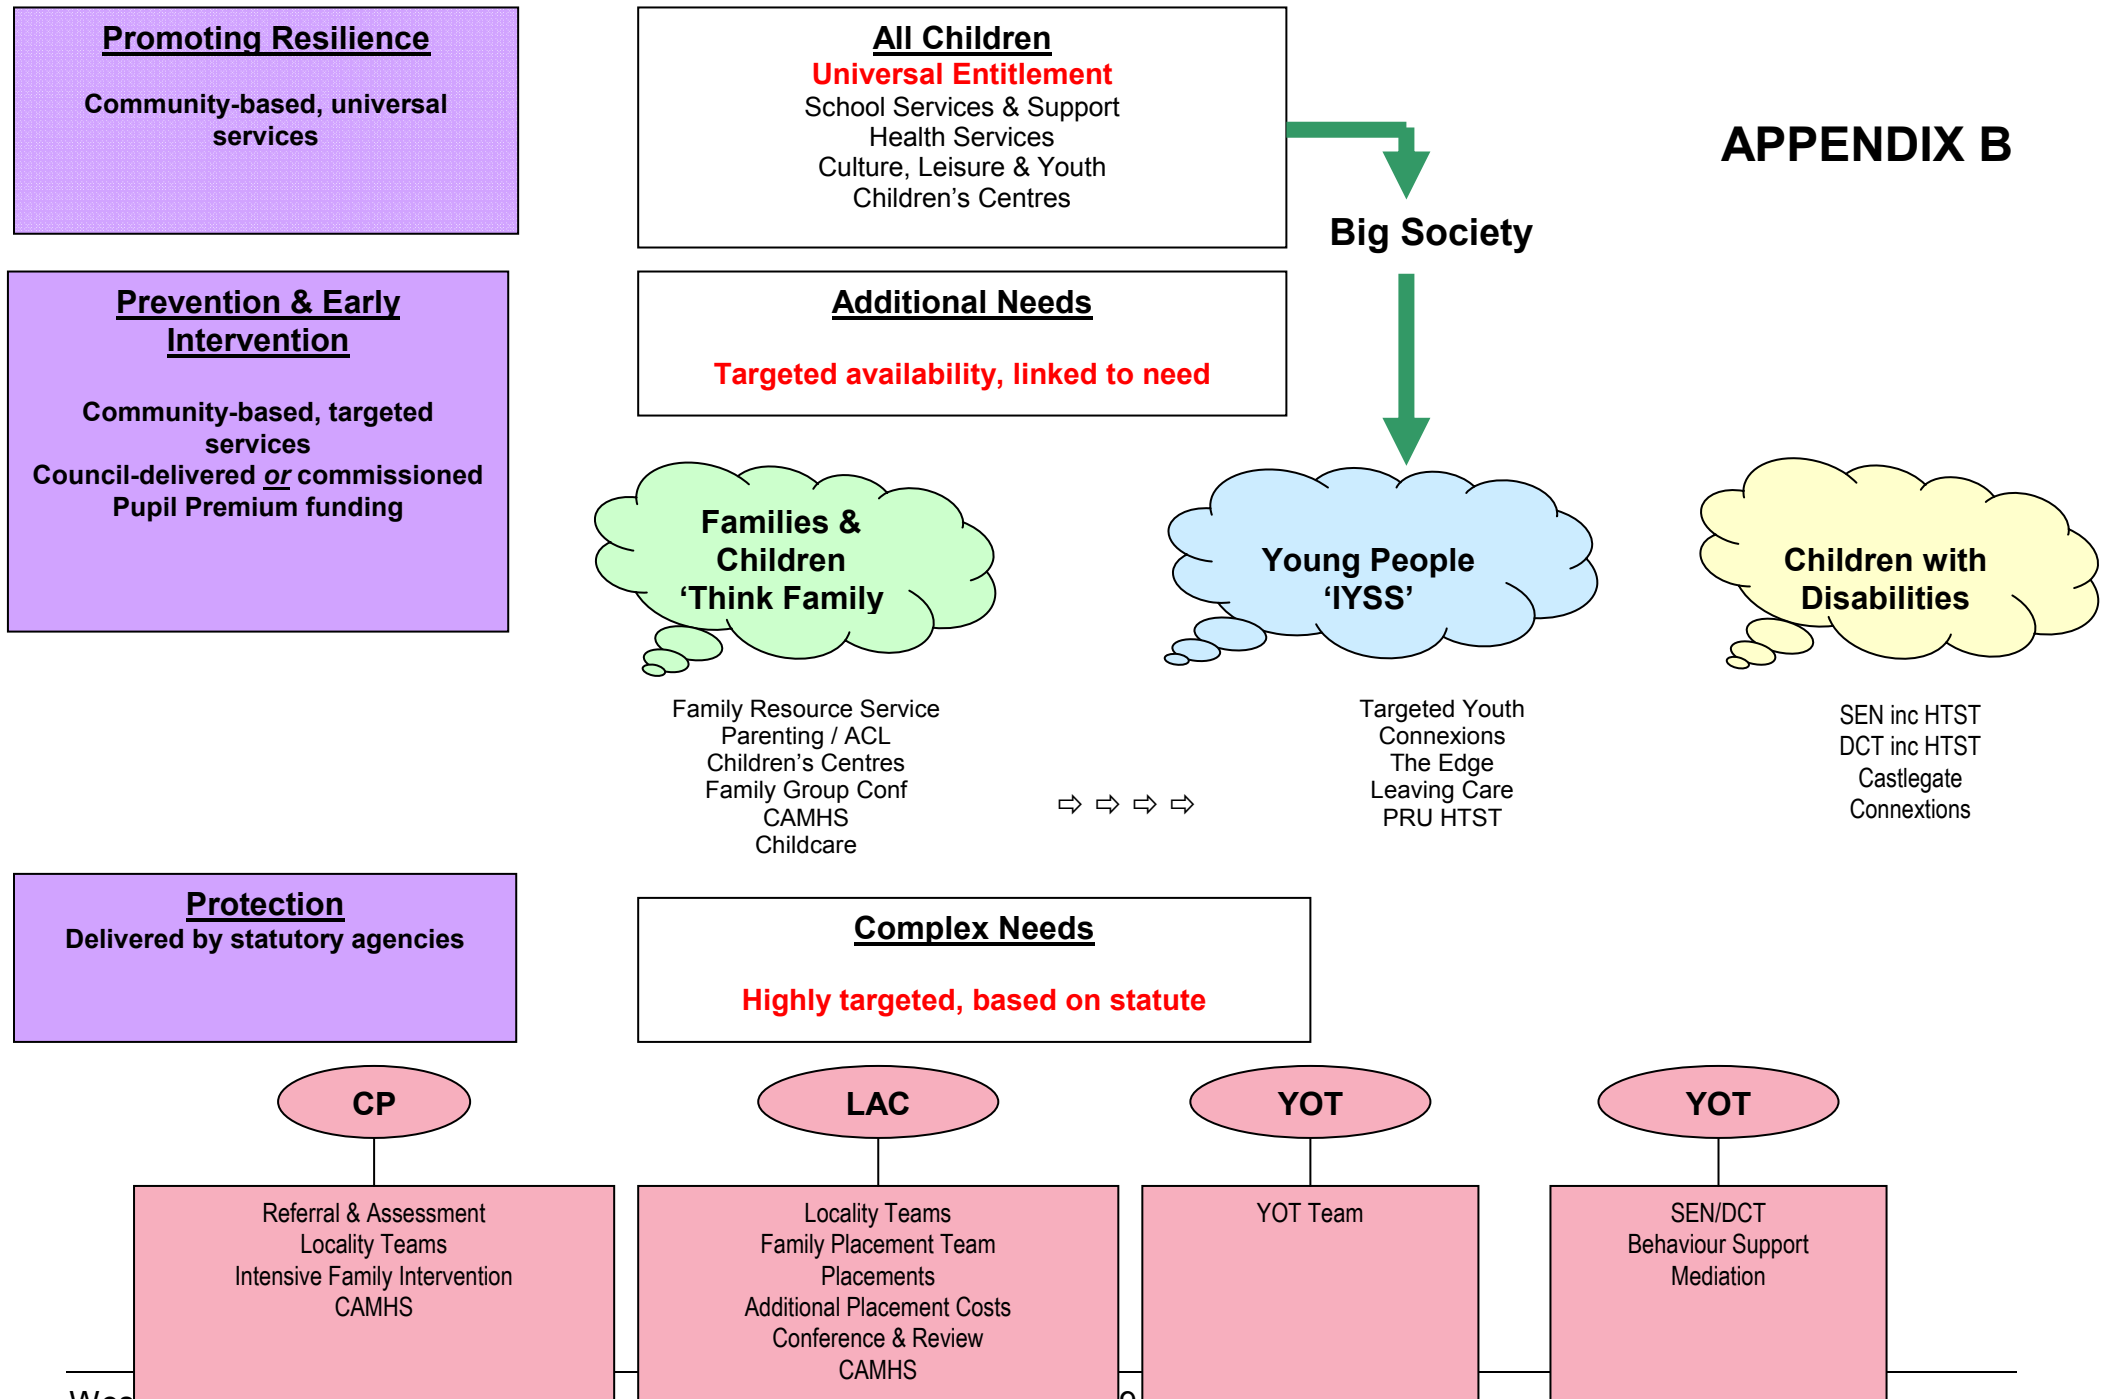 Promoting Resilience
Community-based, universal
services
All Children
Universal Entitlement
School Services & Support
Health Services
Culture, Leisure & Youth
Children's Centres
APPENDIX B
Big Society
Prevention & Early
Intervention
Community-based, targeted
services
Council-delivered or commissioned
Pupil Premium funding
Additional Needs
Targeted availability, linked to need
Families &
Children
‘Think Family
Young People
‘IYSS’
Children with
Disabilities
Family Resource Service
Parenting / ACL
Children’s Centres
Family Group Conf
CAMHS
Childcare
⇨ ⇨ ⇨ ⇨
Targeted Youth
Connexions
The Edge
Leaving Care
PRU HTST
SEN inc HTST
DCT inc HTST
Castlegate
Connextions
Protection
Delivered by statutory agencies
Complex Needs
Highly targeted, based on statute
CP
LAC
YOT
YOT
Referral & Assessment
Locality Teams
Intensive Family Intervention
CAMHS
Locality Teams
Family Placement Team
Placements
Additional Placement Costs
Conference & Review
CAMHS
YOT Team
SEN/DCT
Behaviour Support
Mediation